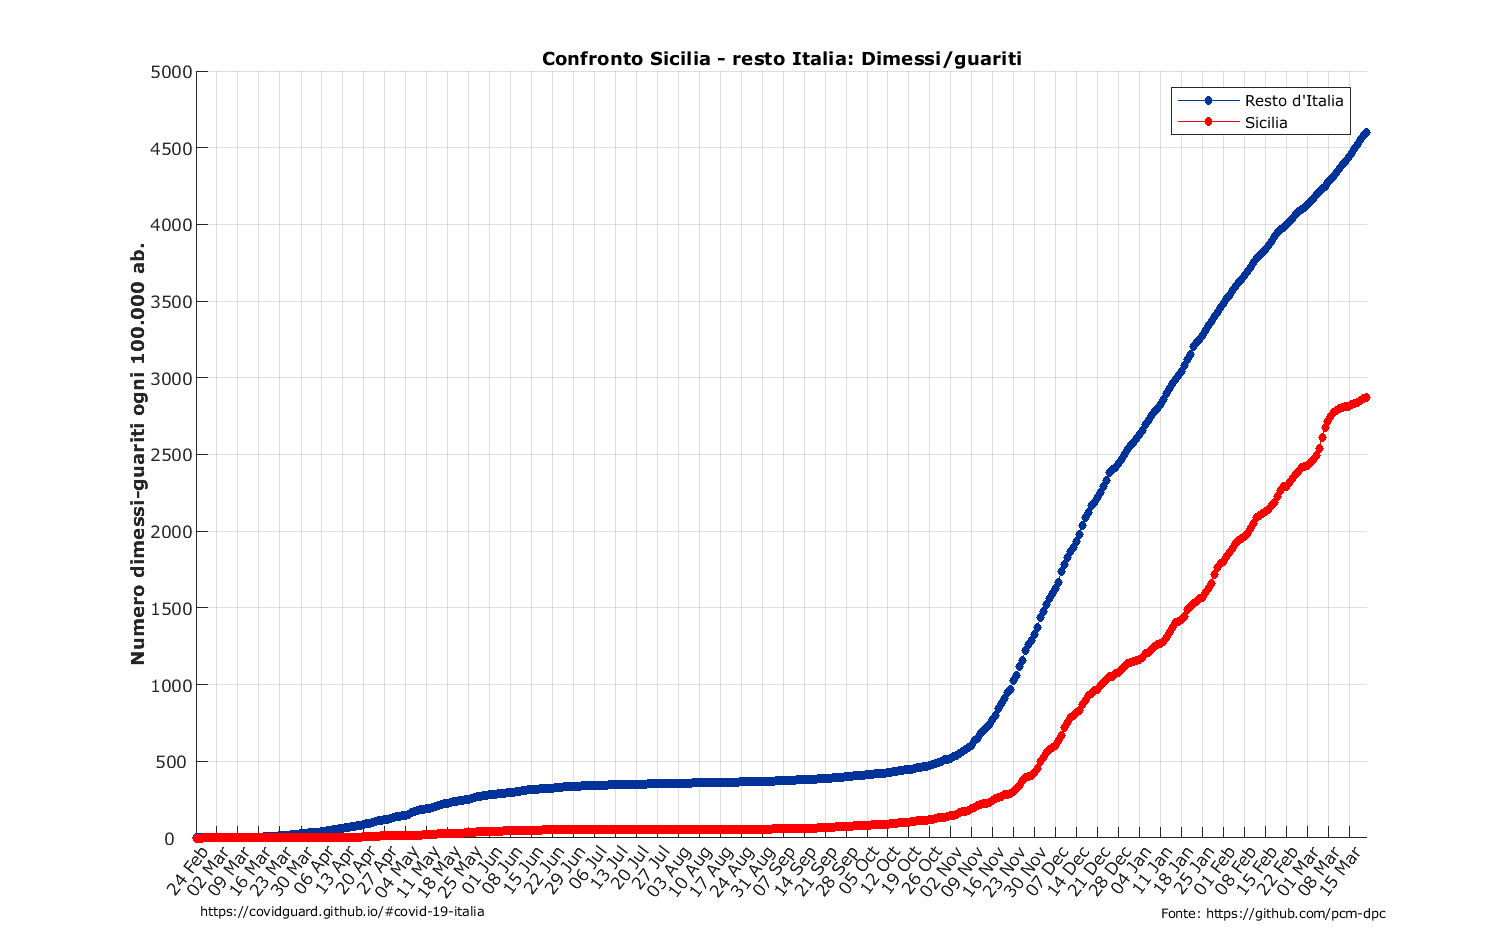 Confronto Sicilia - resto Italia: Dimessi/guariti
Resto d'Italia
Sicilia
Numero dimessi-guariti ogni 100.000 ab.
5000
4500
4000
3500
3000
2500
2000
1500
1000
500
0
24 Feb
02 Mar
09 Mar
16 Mar
23 Mar
30 Mar
06 Apr
13 Apr
20 Apr
27 Apr
04 May
11 May
18 May
25 May
01 Jun
08 Jun
15 Jun
22 Jun
29 Jun
06 Jul
13 Jul
20 Jul
27 Jul
03 Aug
10 Aug
17 Aug
24 Aug
31 Aug
07 Sep
14 Sep
21 Sep
28 Sep
05 Oct
12 Oct
19 Oct
26 Oct
02 Nov
09 Nov
16 Nov
23 Nov
30 Nov
07 Dec
14 Dec
21 Dec
28 Dec
04 Jan
11 Jan
18 Jan
25 Jan
01 Feb
08 Feb
15 Feb
22 Feb
01 Mar
08 Mar
15 Mar
https://covidguard.github.io/#covid-19-italia
Fonte: https://github.com/pcm-dpc